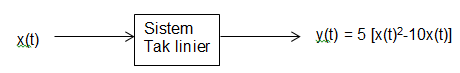 x(t)
Sistem
Tak linier
y(t) = 5 [x(t)²-10x(t)]